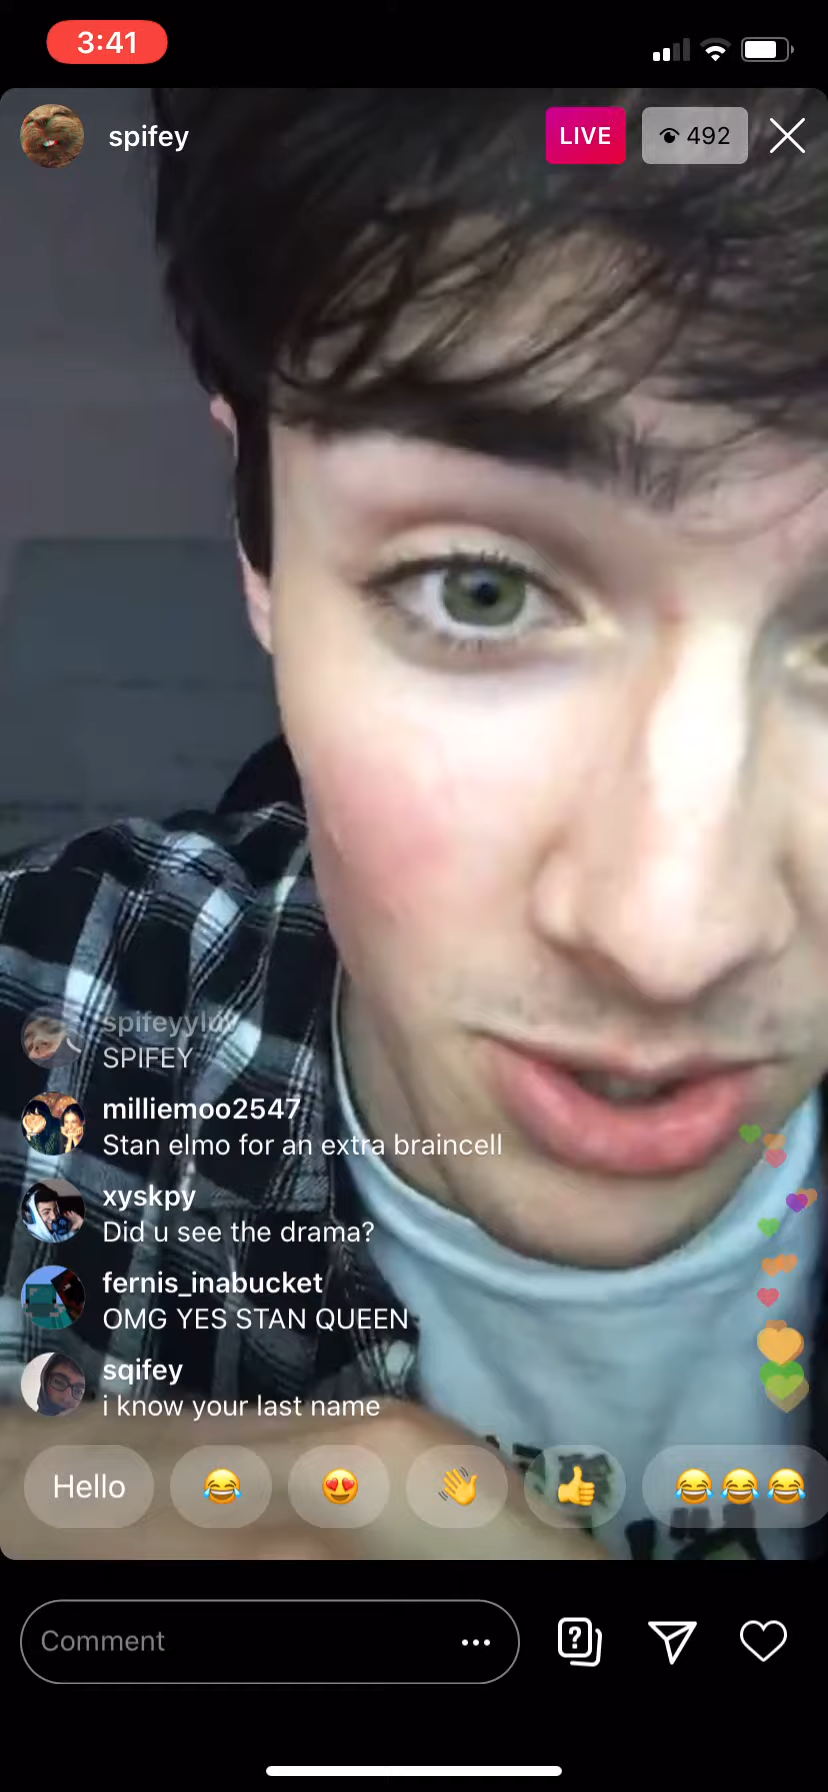 3:41
spifey
LIVE
492
spifeyyluv
SPIFEY
milliemoo2547
Stan elmo for an extra braincell
xyskpy
Did u see the drama?
fernis_inabucket
OMG YES STAN QUEEN
sqifey
i know your last name
Hello
Comment